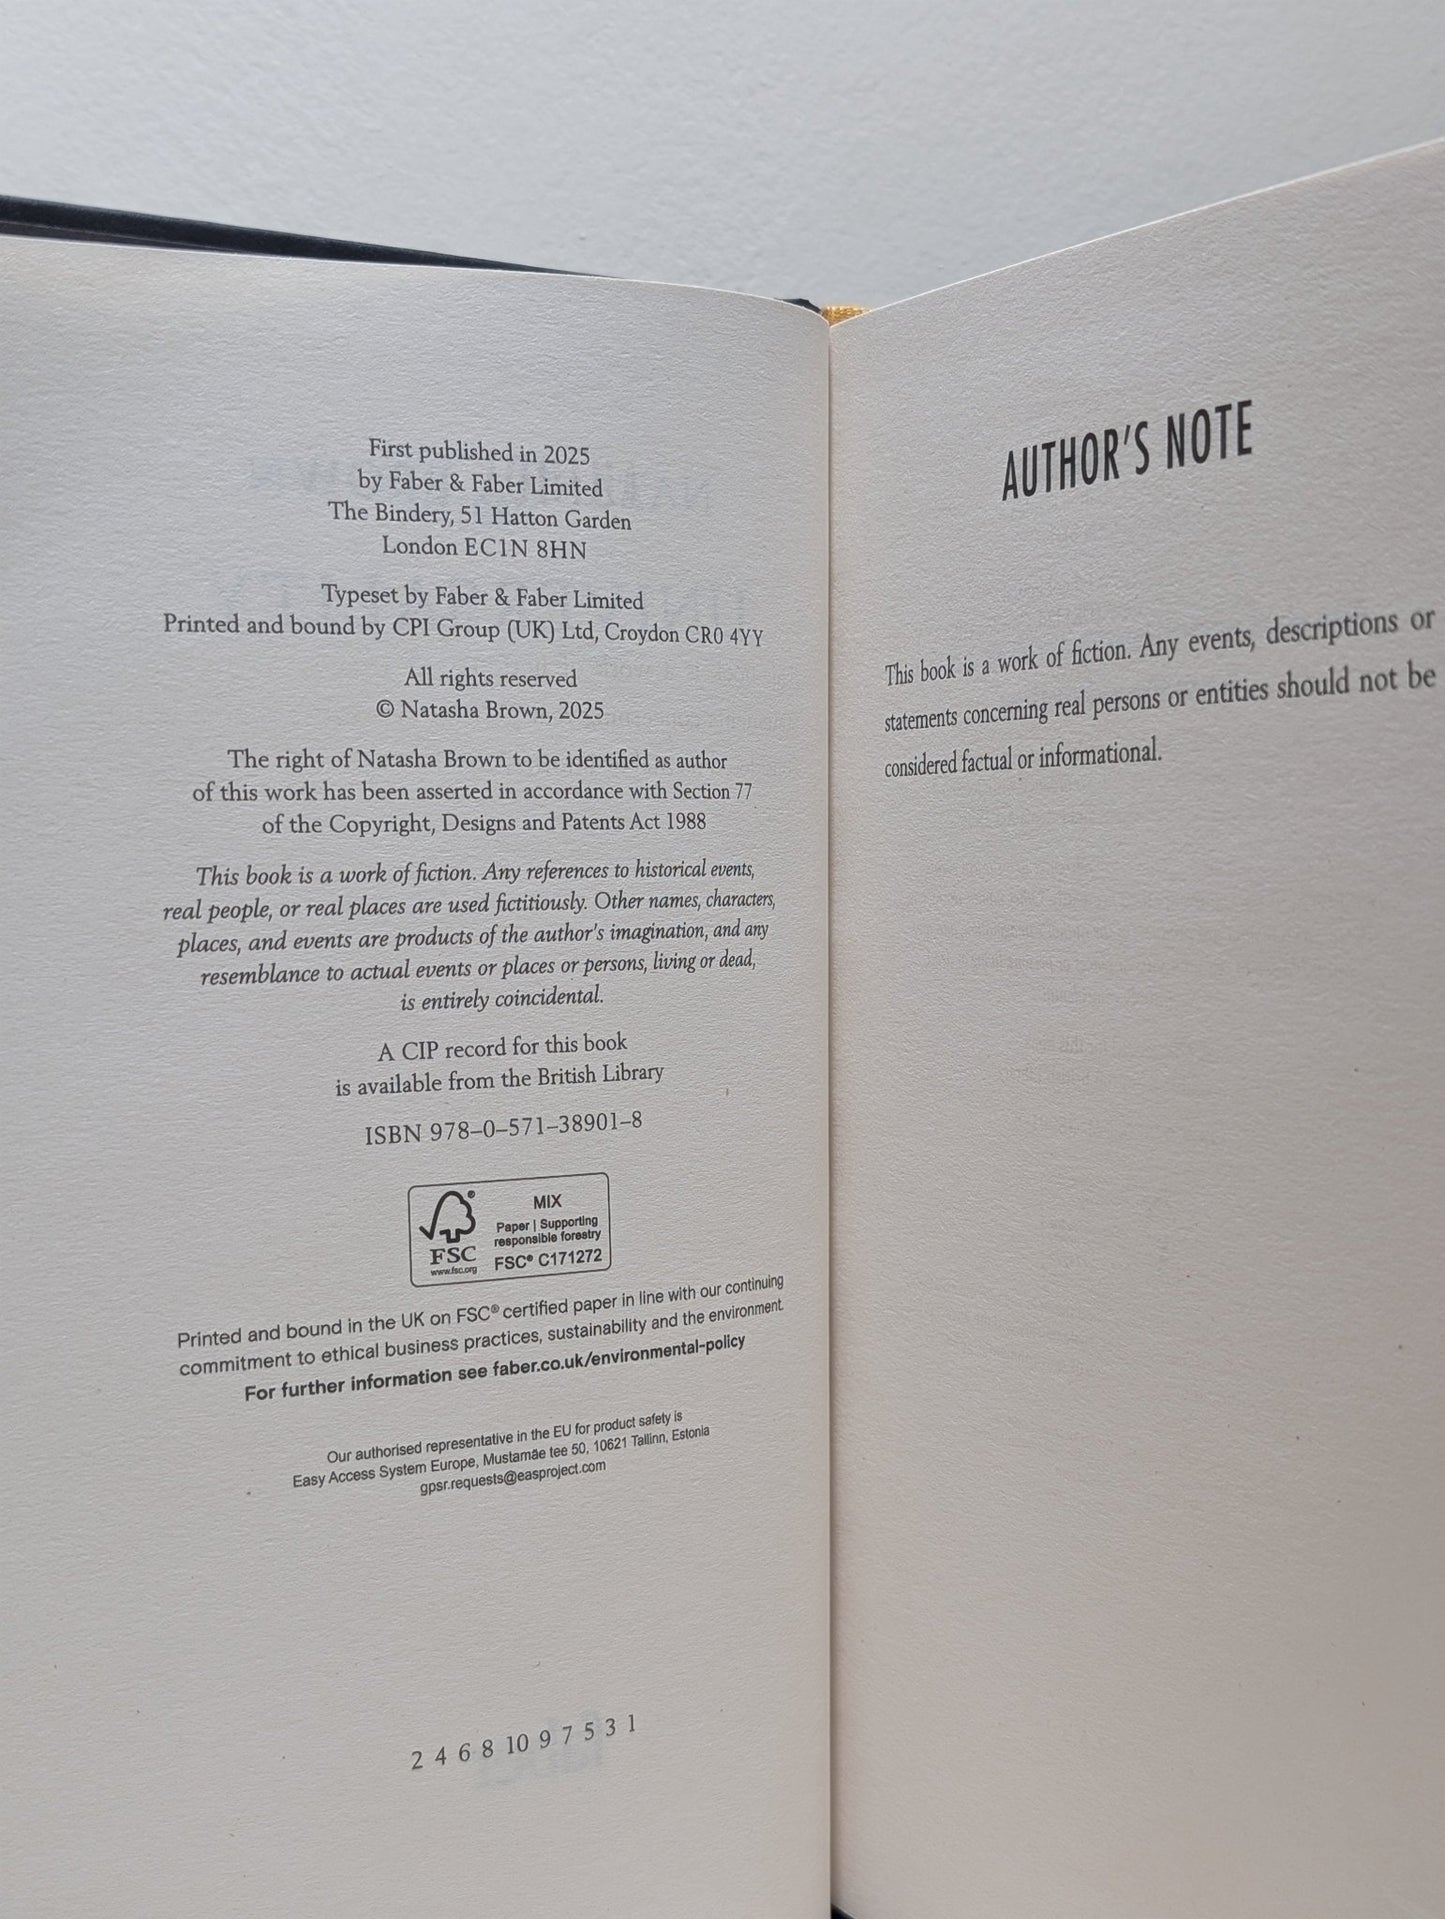 First published in 2025
by Faber & Faber Limited
The Bindery, 51 Hatton Garden
London EC1N 8HN
Typeset by Faber & Faber Limited
Printed and bound by CPI Group (UK) Ltd, Croydon CR0 4YY
All rights reserved
© Natasha Brown, 2025
The right of Natasha Brown to be identified as author
of this work has been asserted in accordance with Section 77
of the Copyright, Designs and Patents Act 1988
This book is a work of fiction. Any references to historical events,
real people, or real places are used fictitiously. Other names, characters,
places, and events are products of the author's imagination, and any
resemblance to actual events or places or persons, living or dead,
is entirely coincidental.
A CIP record for this book
is available from the British Library
ISBN 978–0–571–38901–8
FSC®
www.fsc.org
MIX
Paper | Supporting
responsible forestry
FSC® C171272
Printed and bound in the UK on FSC® certified paper in line with our continuing
commitment to ethical business practices, sustainability and the environment.
For further information see faber.co.uk/environmental-policy
Our authorised representative in the EU for product safety is
Easy Access System Europe, Mustamäe tee 50, 10621 Tallinn, Estonia
gpsr.requests@easproject.com
2 4 6 8 10 9 7 5 3 1
AUTHOR'S NOTE
This book is a work of fiction. Any events, descriptions or
statements concerning real persons or entities should not be
considered factual or informational.